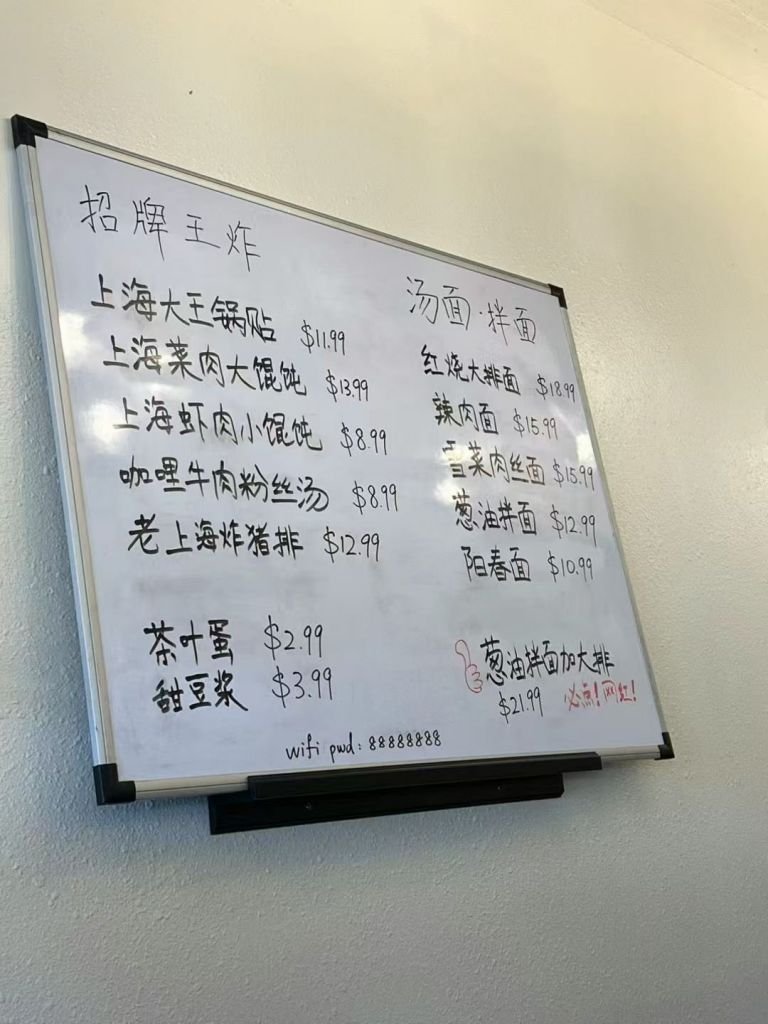 招牌王炸
上海大王锅贴 $11.99
上海菜肉大馄饨 $13.99
上海虾肉小馄饨 $8.99
咖哩牛肉粉丝汤 $8.99
老上海炸猪排 $12.99
茶叶蛋 $2.99
甜豆浆 $3.99
汤面·拌面
红烧大排面 $18.99
辣肉面 $15.99
雪菜肉丝面 $15.99
葱油拌面 $12.99
阳春面 $10.99
葱油拌面加大排
$21.99 必点!网红!
wifi pwd: 88888888